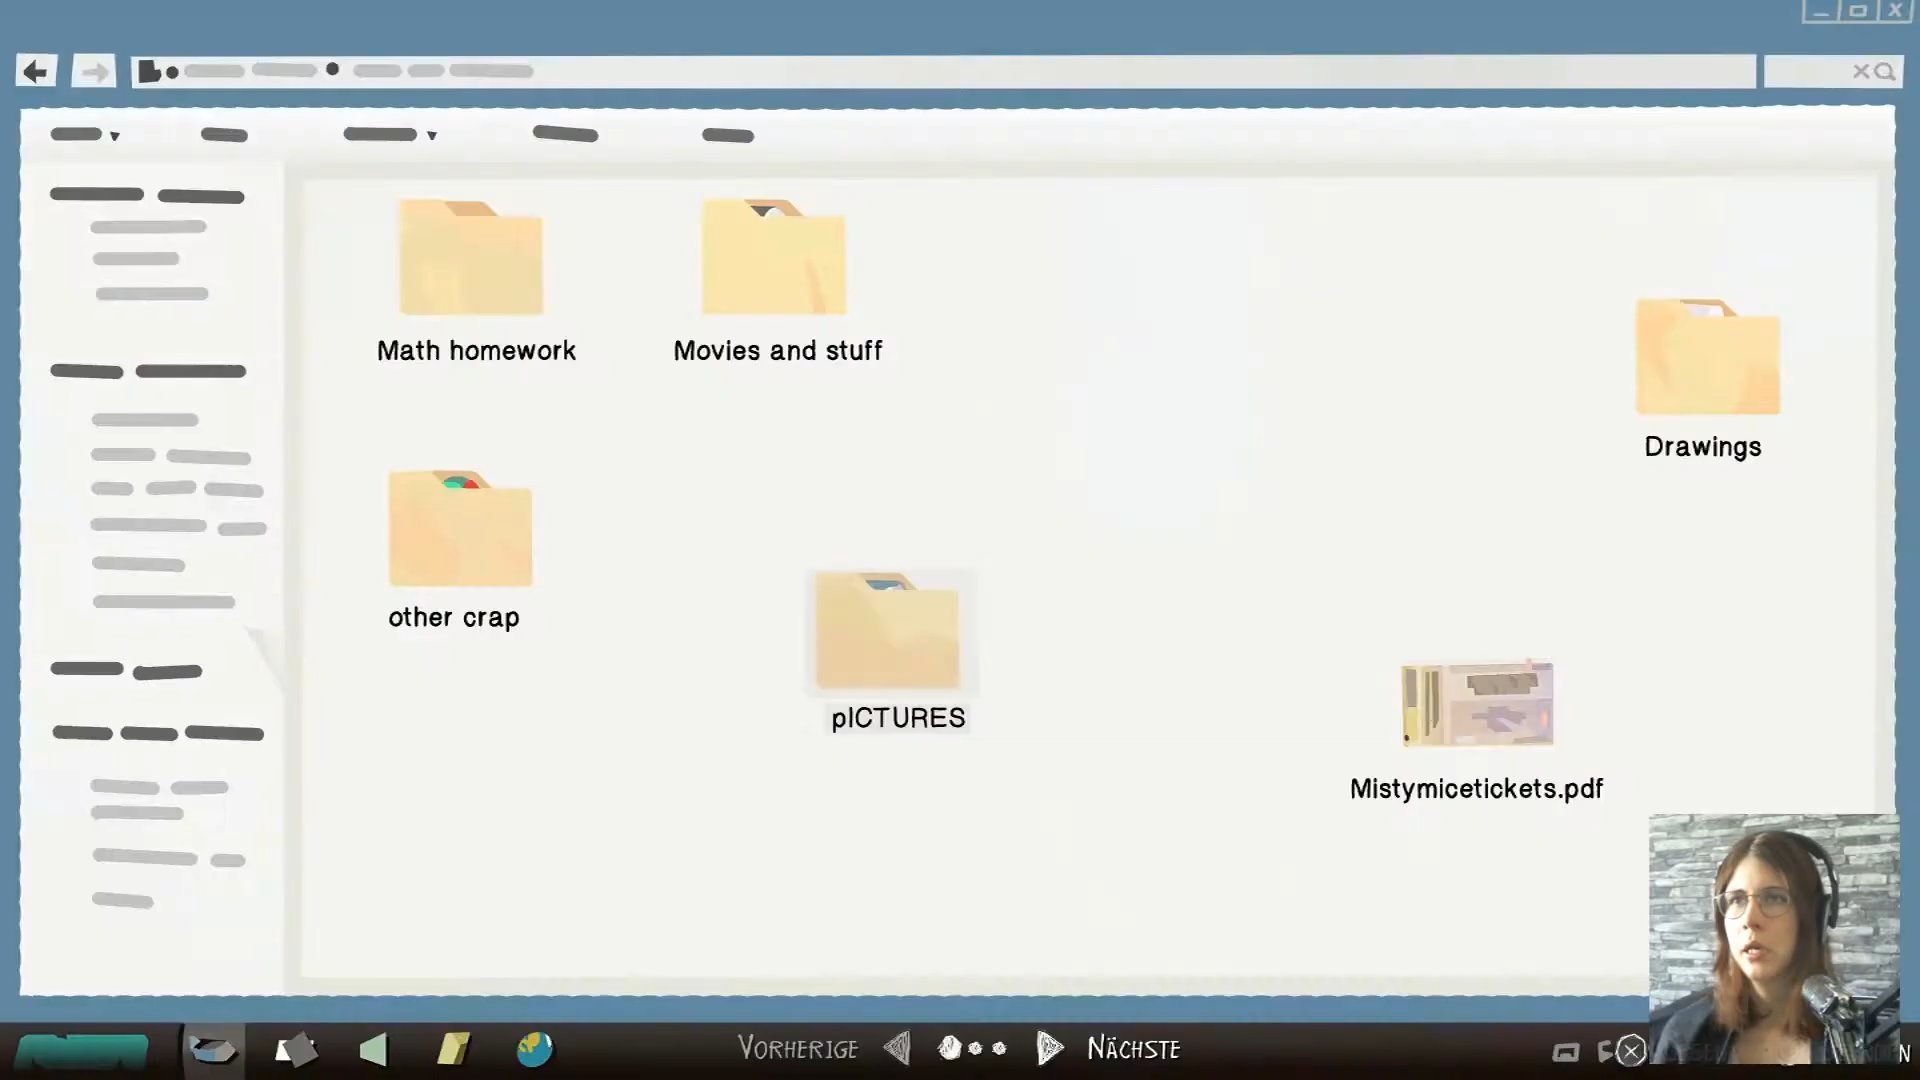 Math homework
Movies and stuff
Drawings
other crap
pICTURES
Mistymicetickets.pdf
VORHERIGE
NÄCHSTE